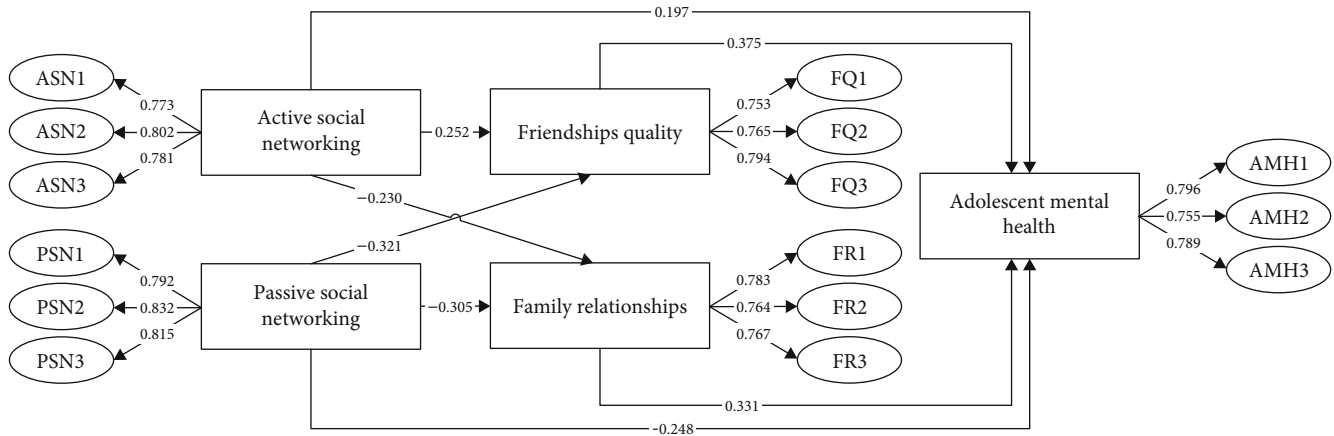 0.197
0.375
ASN1
ASN2
ASN3
0.773
0.802
0.781
Active social
networking
0.252
Friendships quality
0.753
0.765
0.794
FQ1
FQ2
FQ3
−0.230
−0.321
Adolescent mental
health
0.796
0.755
0.789
AMH1
AMH2
AMH3
PSN1
PSN2
PSN3
0.792
0.832
0.815
Passive social
networking
−0.305
Family relationships
0.783
0.764
0.767
FR1
FR2
FR3
0.331
-0.248